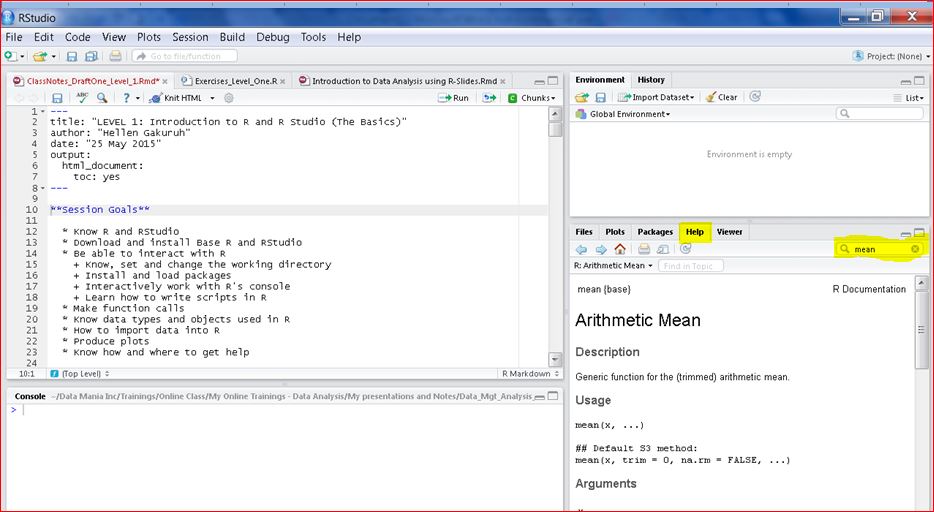 RStudio
File Edit Code View Plots Session Build Debug Tools Help
Go to file/function
Project: (None)
ClassNotes_DraftOne_Level_1.Rmd* Exercises_Level_One.R Introduction to Data Analysis using R-Slides.Rmd
ABC ? Knit HTML Run Chunks
1 ---
2 title: "LEVEL 1: Introduction to R and R Studio (The Basics)"
3 author: "Hellen Gakuruh"
4 date: "25 May 2015"
5 output:
6 html_document:
7 toc: yes
8 ---
9
10 **Session Goals**
11
12 * Know R and RStudio
13 * Download and install Base R and RStudio
14 * Be able to interact with R
15 + Know, set and change the working directory
16 + Install and load packages
17 + Interactively work with R's console
18 + Learn how to write scripts in R
19 * Make function calls
20 * Know data types and objects used in R
21 * How to import data into R
22 * Produce plots
23 * Know how and where to get help
24
10:1 (Top Level) R Markdown
Console ~/Data Mania Inc/Trainings/Online Class/My Online Trainings - Data Analysis/My presentations and Notes/Data_Mgt_Analysis_
>
Environment History
Import Dataset Clear List
Global Environment
Environment is empty
Files Plots Packages Help Viewer
mean
R: Arithmetic Mean Find in Topic
mean {base} R Documentation
Arithmetic Mean
Description
Generic function for the (trimmed) arithmetic mean.
Usage
mean(x, ...)
## Default S3 method:
mean(x, trim = 0, na.rm = FALSE, ...)
Arguments